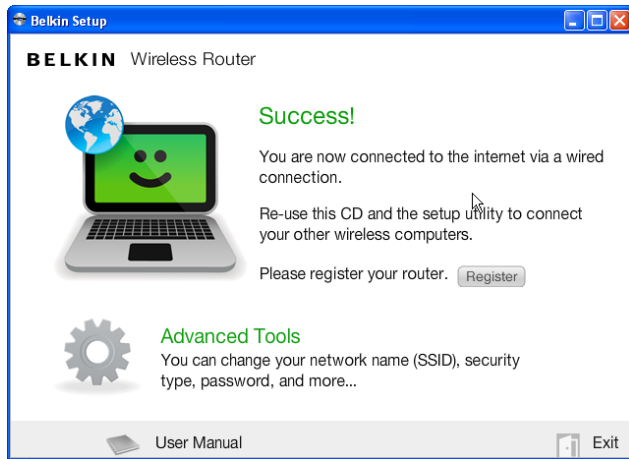 Belkin Setup
BELKIN Wireless Router
Success!
You are now connected to the internet via a wired
connection.
Re-use this CD and the setup utility to connect
your other wireless computers.
Please register your router. Register
Advanced Tools
You can change your network name (SSID), security
type, password, and more...
User Manual Exit